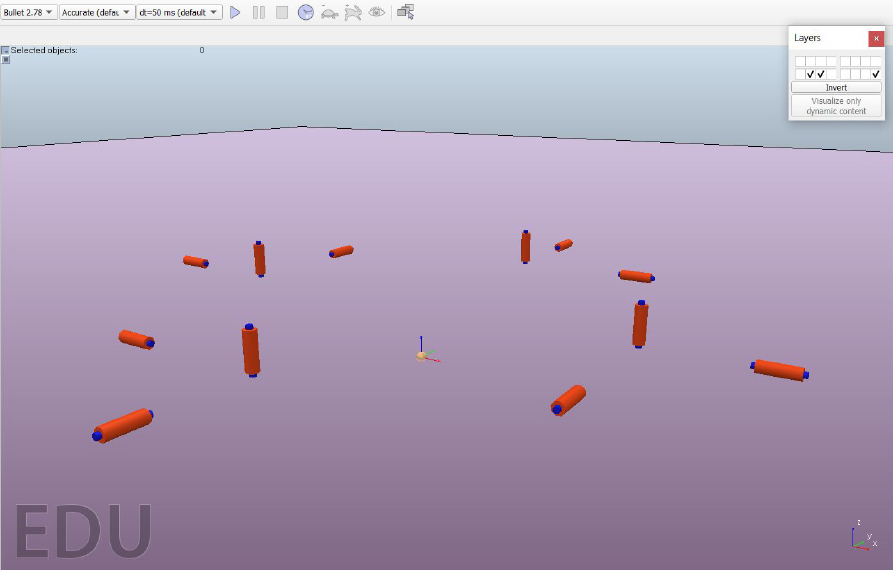 Bullet 2.78 Accurate (defau dt=50 ms (default
Selected objects: 0
Layers
Invert
Visualize only
dynamic content
EDU
z
y
x